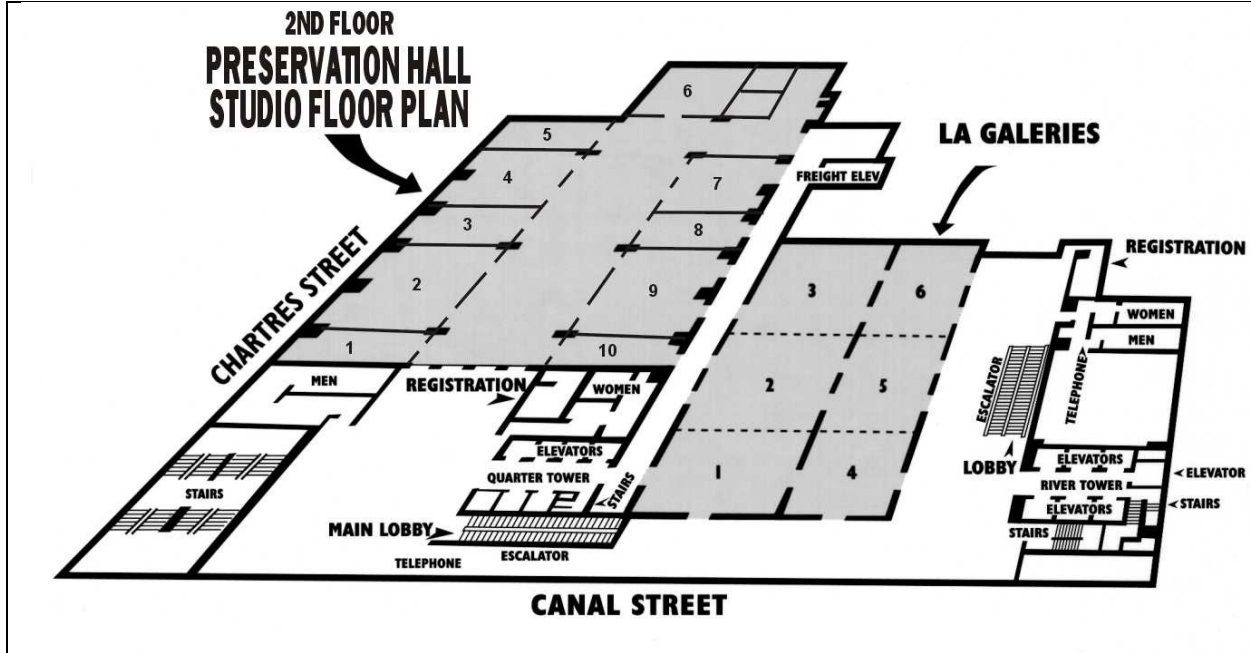 2ND FLOOR
PRESERVATION HALL
STUDIO FLOOR PLAN
LA GALERIES
6
5
4
7
FREIGHT ELEV
3
8
REGISTRATION
CHARTRES STREET
2
9
3
6
WOMEN
MEN
1
10
MEN
REGISTRATION
WOMEN
2
5
ESCALATOR
TELEPHONE
ELEVATORS
QUARTER TOWER
STAIRS
STAIRS
1
4
LOBBY
ELEVATORS
RIVER TOWER
ELEVATOR
ELEVATORS
STAIRS
STAIRS
MAIN LOBBY
ESCALATOR
TELEPHONE
CANAL STREET